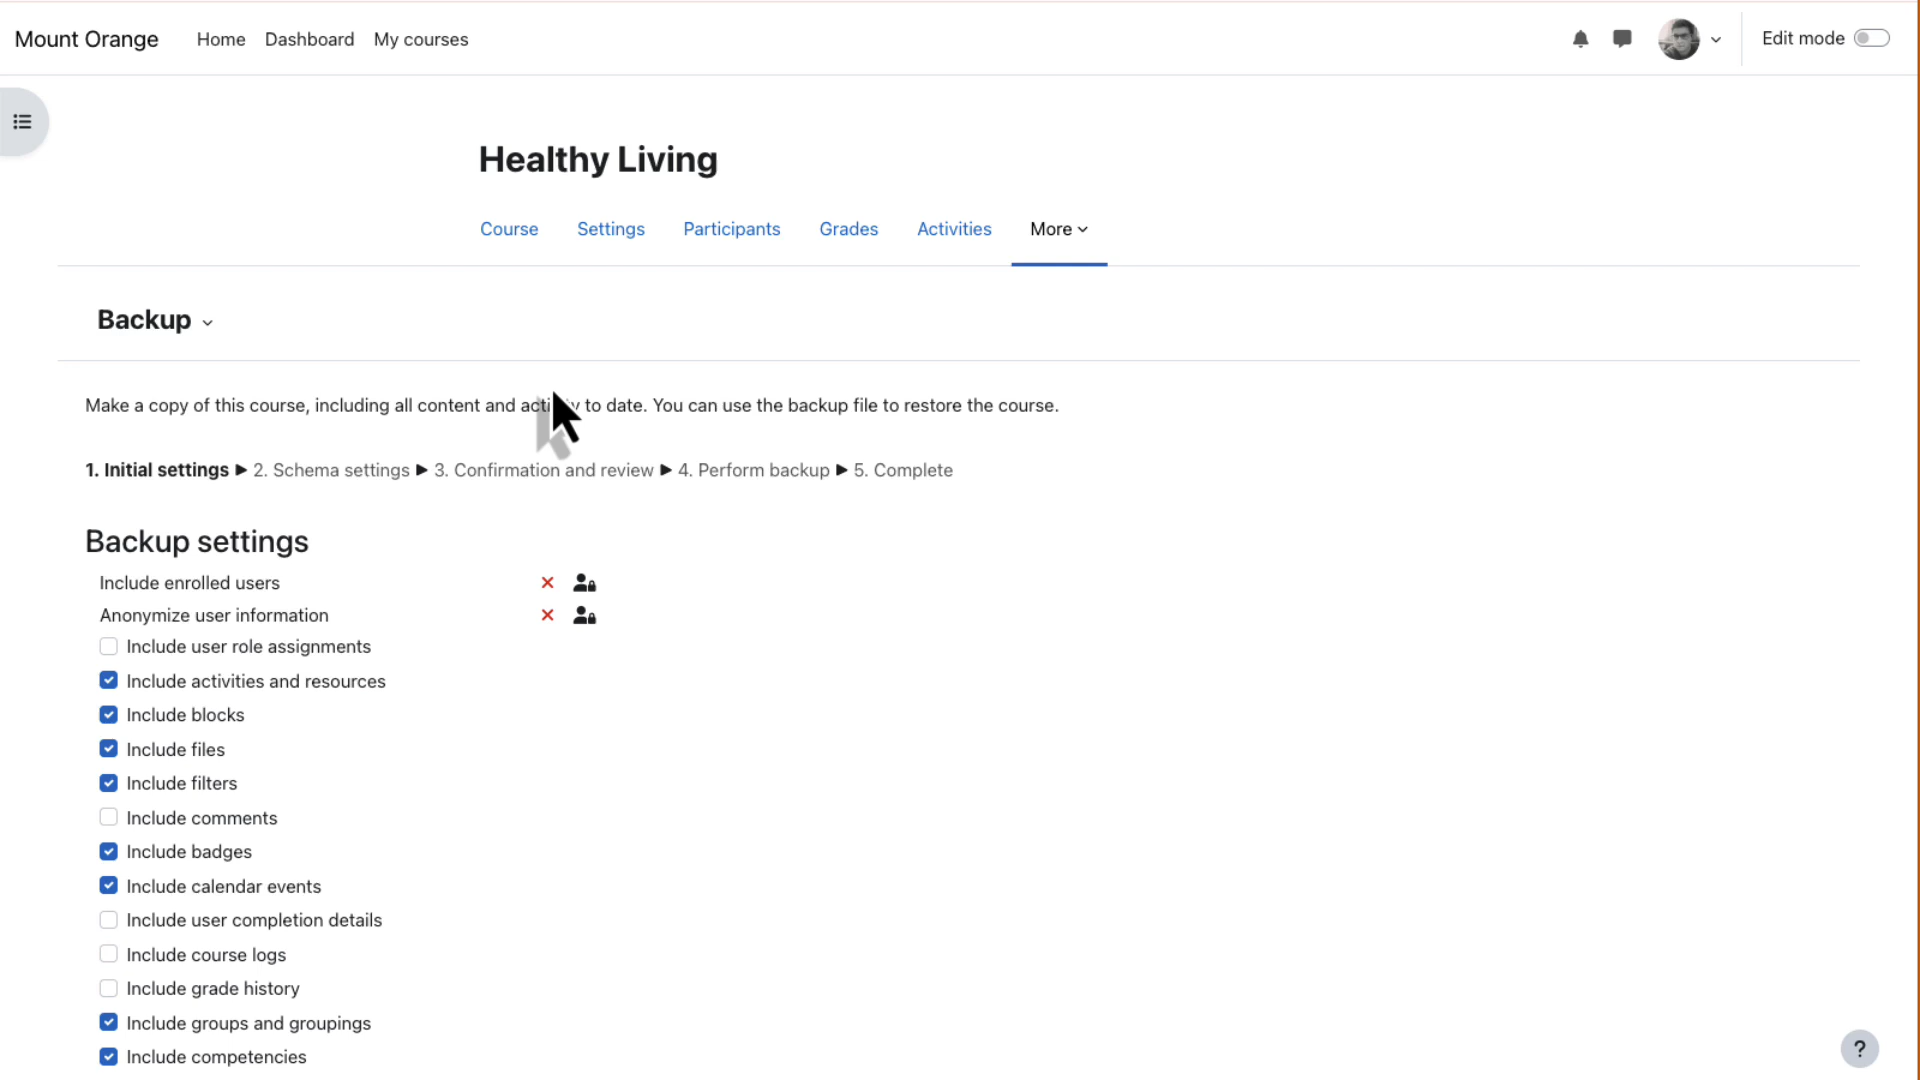 Mount Orange Home Dashboard My courses Edit mode
Healthy Living
Course Settings Participants Grades Activities More
Backup
Make a copy of this course, including all content and to date. You can use the backup file to restore the course.
1. Initial settings ► 2. Schema settings ► 3. Confirmation and review ► 4. Perform backup ► 5. Complete
Backup settings
Include enrolled users
Anonymize user information
Include user role assignments
Include activities and resources
Include blocks
Include files
Include filters
Include comments
Include badges
Include calendar events
Include user completion details
Include course logs
Include grade history
Include groups and groupings
Include competencies
?